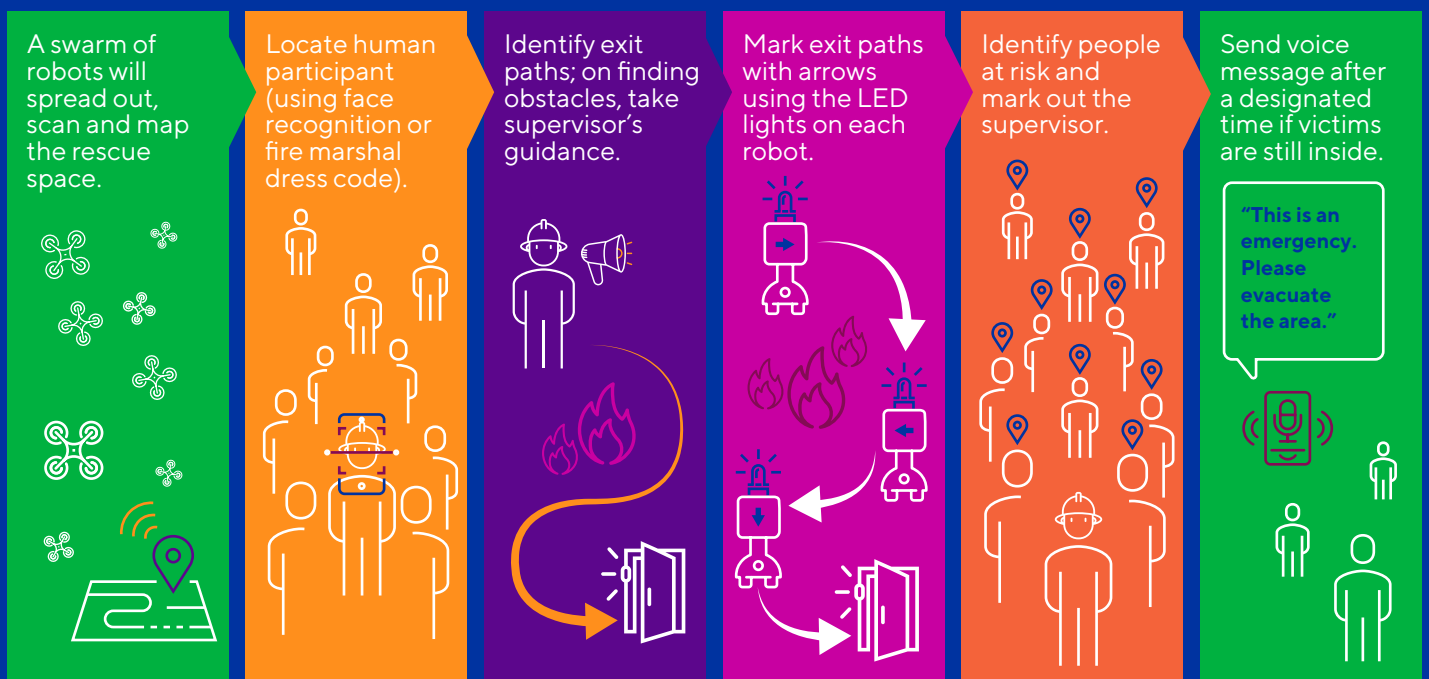 A swarm of
robots will
spread out,
scan and map
the rescue
space.
Locate human
participant
(using face
recognition or
fire marshal
dress code).
Identify exit
paths; on finding
obstacles, take
supervisor’s
guidance.
Mark exit paths
with arrows
using the LED
lights on each
robot.
Identify people
at risk and
mark out the
supervisor.
Send voice
message after
a designated
time if victims
are still inside.
“This is an
emergency.
Please
evacuate
the area.”